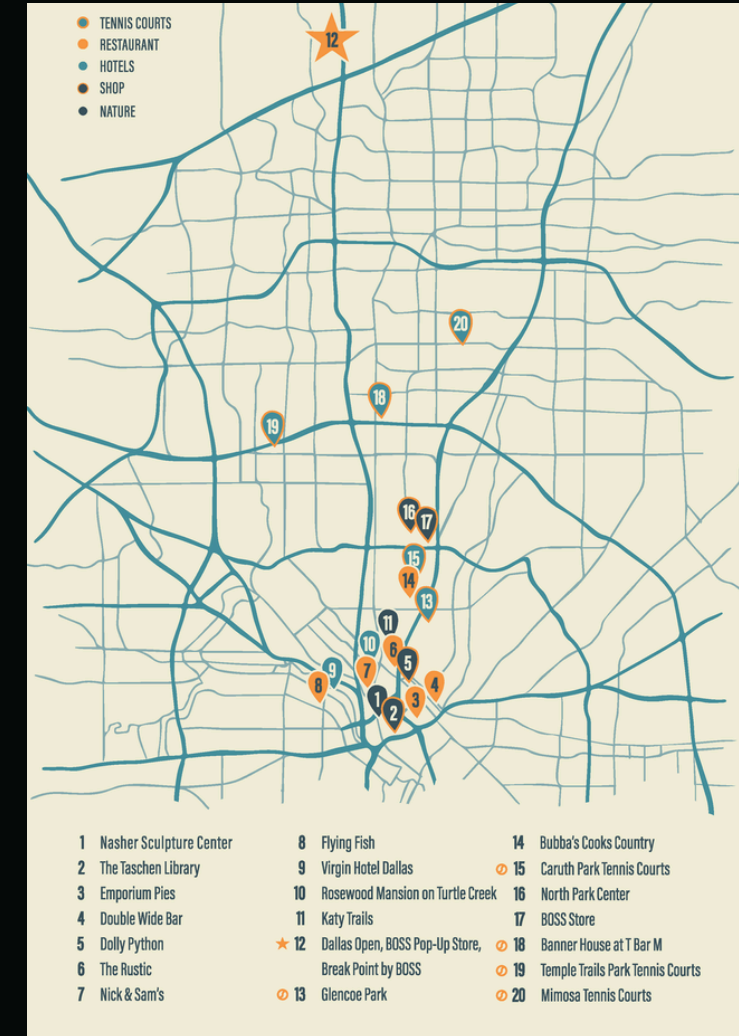 TENNIS COURTS
RESTAURANT
HOTELS
SHOP
NATURE
12
20
18
19
16
17
15
14
13
11
10
6
5
9
7
8
4
1
3
2
1 Nasher Sculpture Center
2 The Taschen Library
3 Emporium Pies
4 Double Wide Bar
5 Dolly Python
6 The Rustic
7 Nick & Sam's
8 Flying Fish
9 Virgin Hotel Dallas
10 Rosewood Mansion on Turtle Creek
11 Katy Trails
12 Dallas Open, BOSS Pop-Up Store,
Break Point by BOSS
13 Glencoe Park
14 Bubba's Cooks Country
15 Caruth Park Tennis Courts
16 North Park Center
17 BOSS Store
18 Banner House at T Bar M
19 Temple Trails Park Tennis Courts
20 Mimosa Tennis Courts